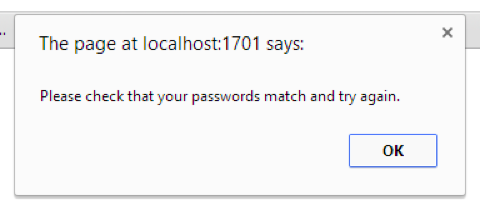 ..
The page at localhost:1701 says:
Please check that your passwords match and try again.
OK